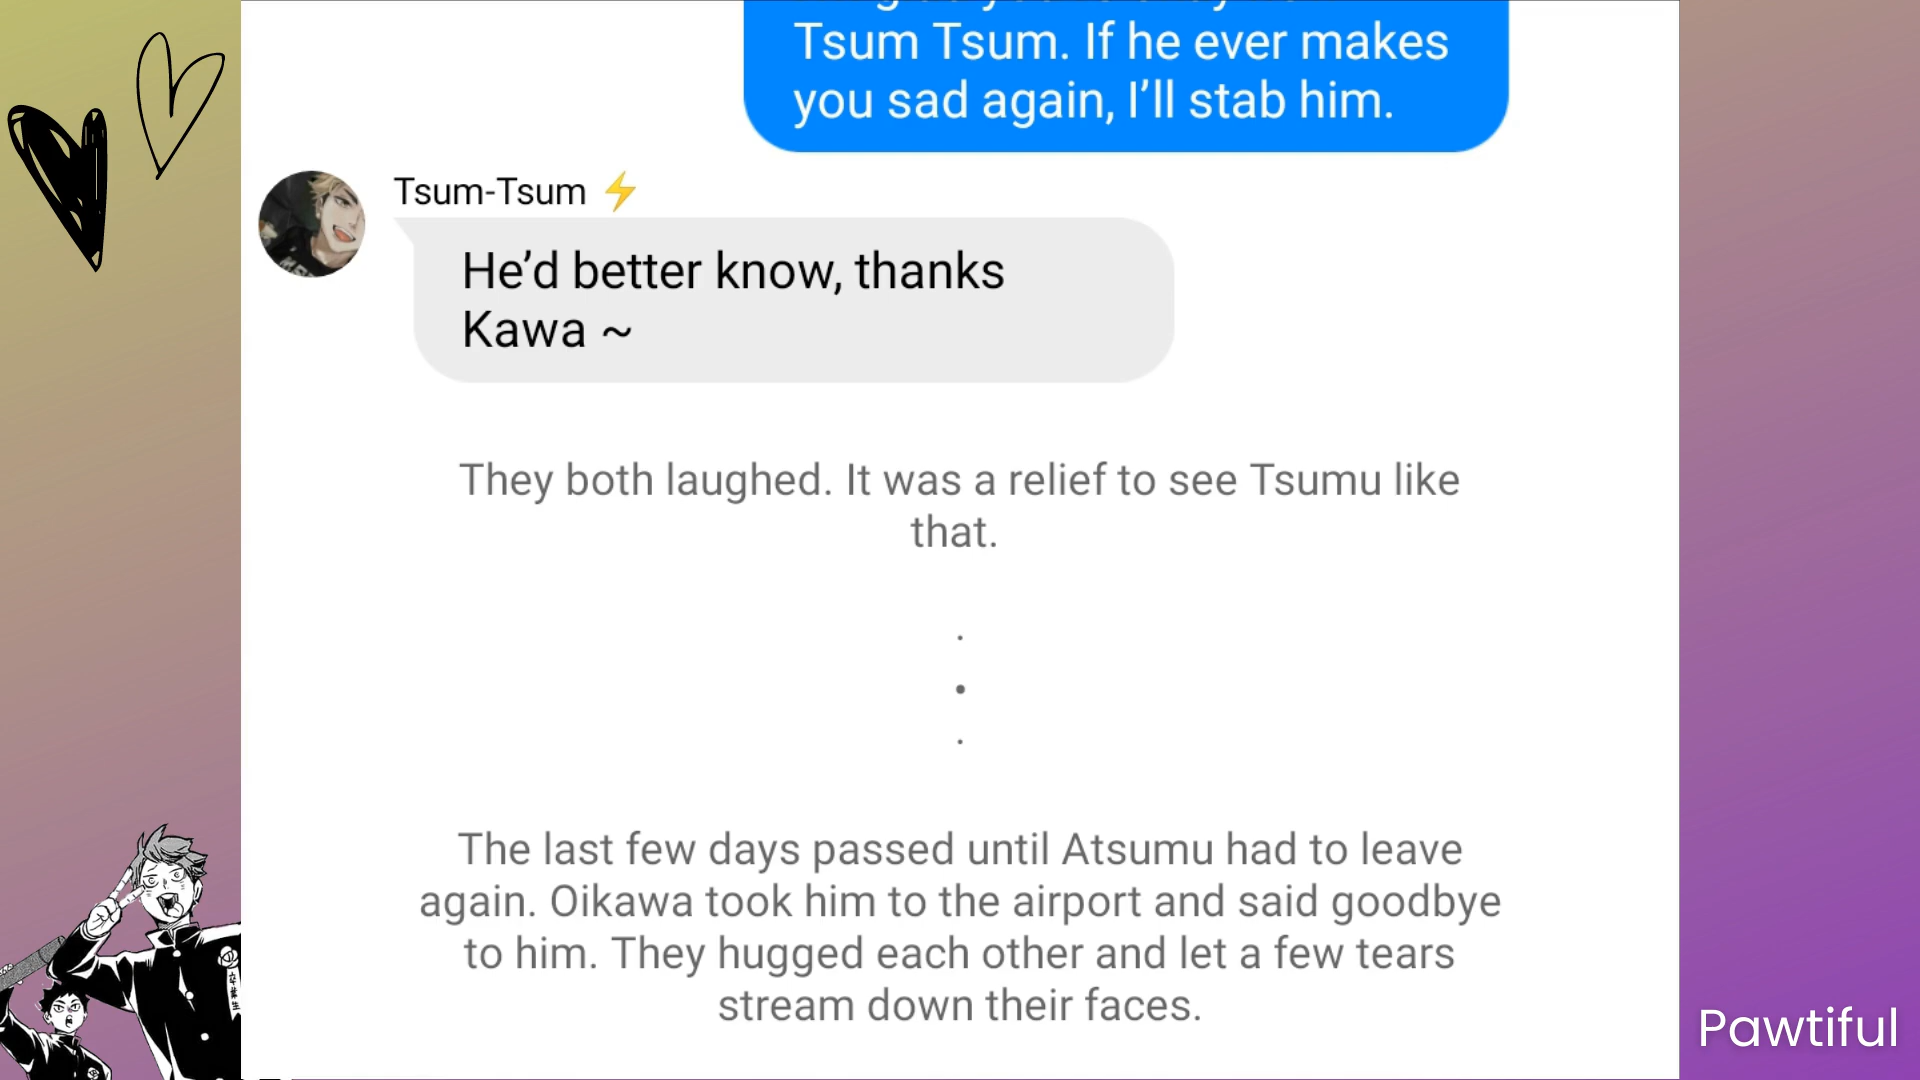 Tsum Tsum. If he ever makes
you sad again, I’ll stab him.
Tsum-Tsum ⚡
He’d better know, thanks
Kawa ~
They both laughed. It was a relief to see Tsumu like
that.
.
•
.
The last few days passed until Atsumu had to leave
again. Oikawa took him to the airport and said goodbye
to him. They hugged each other and let a few tears
stream down their faces.
Pawtiful